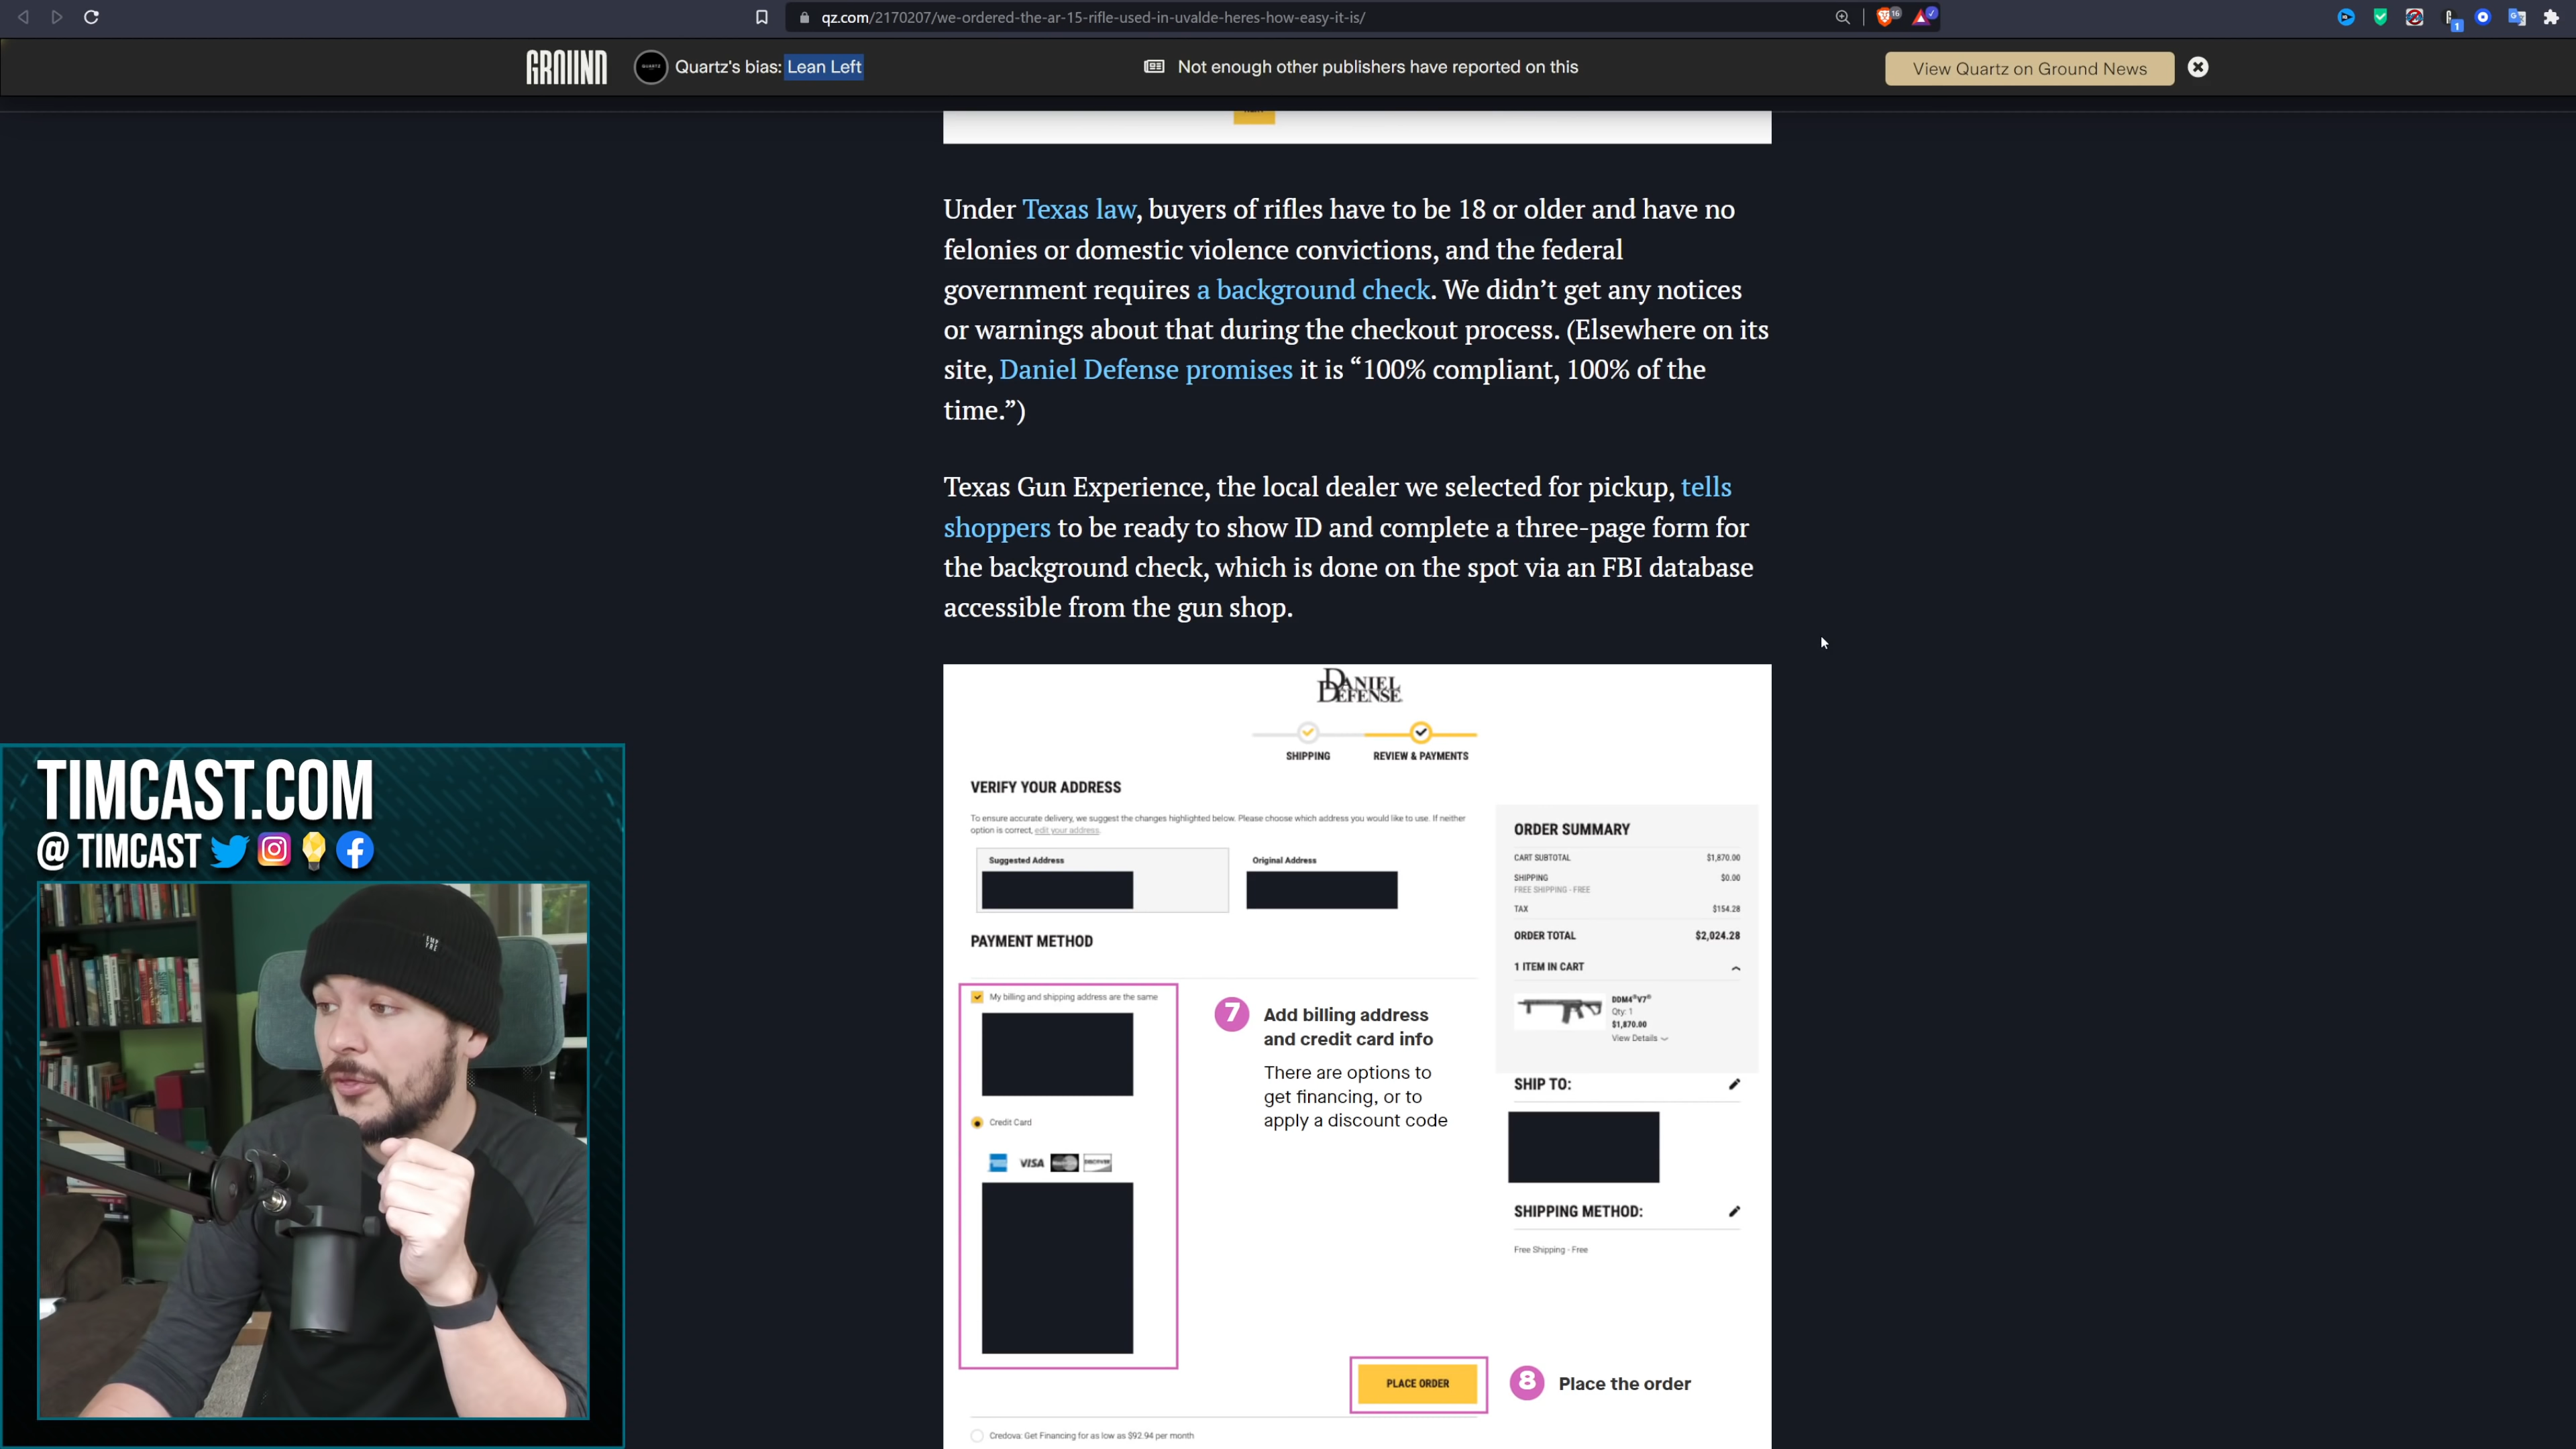 qz.com/2170207/we-ordered-the-ar-15-rifle-used-in-uvalde-heres-how-easy-it-is/
16
1
GROUND
QUARTZ
Quartz's bias: Lean Left
Not enough other publishers have reported on this
View Quartz on Ground News
Under Texas law, buyers of rifles have to be 18 or older and have no
felonies or domestic violence convictions, and the federal
government requires a background check. We didn’t get any notices
or warnings about that during the checkout process. (Elsewhere on its
site, Daniel Defense promises it is “100% compliant, 100% of the
time.”)
Texas Gun Experience, the local dealer we selected for pickup, tells
shoppers to be ready to show ID and complete a three-page form for
the background check, which is done on the spot via an FBI database
accessible from the gun shop.
DANIEL
DEFENSE
SHIPPING
REVIEW & PAYMENTS
VERIFY YOUR ADDRESS
To ensure accurate delivery, we suggest the changes highlighted below. Please choose which address you would like to use. If neither
option is correct, edit your address.
Suggested Address
Original Address
PAYMENT METHOD
My billing and shipping address are the same
Credit Card
VISA
DISCOVER
7 Add billing address
and credit card info
There are options to
get financing, or to
apply a discount code
PLACE ORDER
8 Place the order
Credova: Get Financing for as low as $92.94 per month
ORDER SUMMARY
CART SUBTOTAL $1,870.00
SHIPPING $0.00
FREE SHIPPING - FREE
TAX $154.28
ORDER TOTAL $2,024.28
1 ITEM IN CART
DDM4®V7®
Qty: 1
$1,870.00
View Details
SHIP TO:
SHIPPING METHOD:
Free Shipping - Free
TIMCAST.COM
@ TIMCAST
EMP
TRE